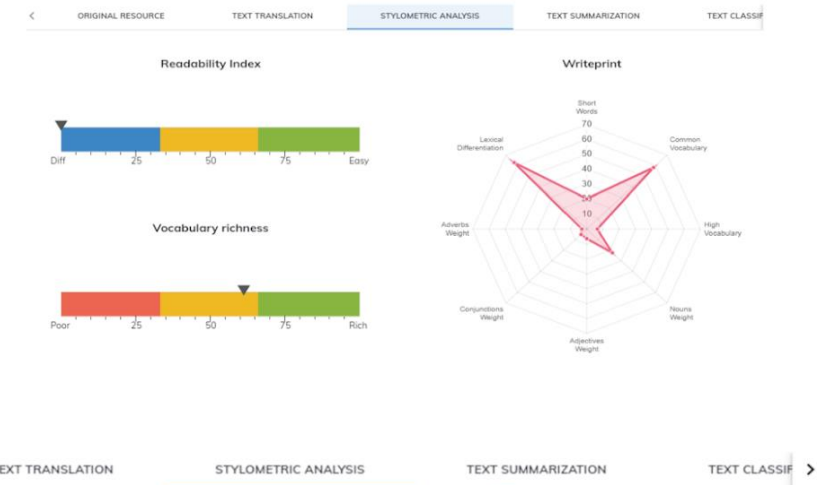 ORIGINAL RESOURCE TEXT TRANSLATION STYLOMETRIC ANALYSIS TEXT SUMMARIZATION TEXT CLASSIF
Readability Index
Diff 25 50 75 Easy
Vocabulary richness
Poor 25 50 75 Rich
Writeprint
Short
Words
70
60
50
40
30
20
10
Common
Vocabulary
High
Vocabulary
Nouns
Weight
Adjectives
Weight
Conjunctions
Weight
Adverbs
Weight
Lexical
Differentiation
EXT TRANSLATION STYLOMETRIC ANALYSIS TEXT SUMMARIZATION TEXT CLASSIF